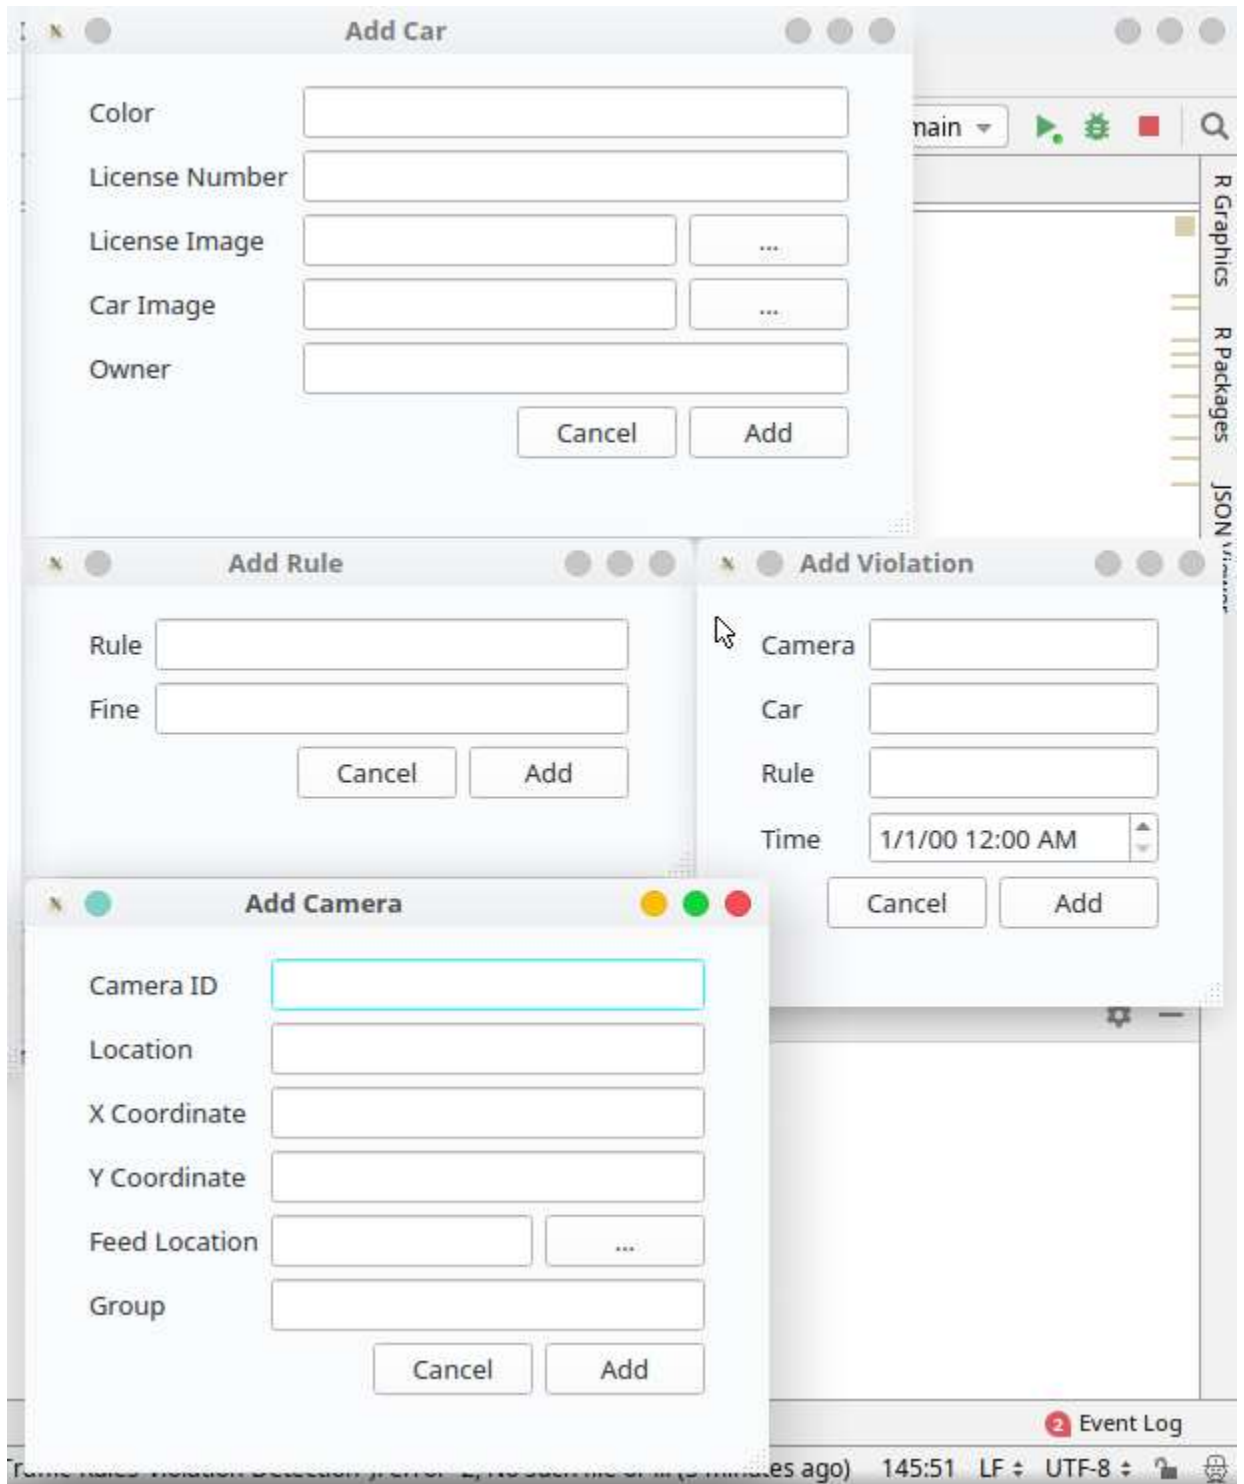 Add Car
Color
License Number
License Image ...
Car Image ...
Owner
Cancel Add
main
R Graphics
R Packages
JSON Viewer
Add Rule
Rule
Fine
Cancel Add
Add Violation
Camera
Car
Rule
Time 1/1/00 12:00 AM
Cancel Add
Add Camera
Camera ID
Location
X Coordinate
Y Coordinate
Feed Location ...
Group
Cancel Add
2 Event Log
ago) 145:51 LF UTF-8